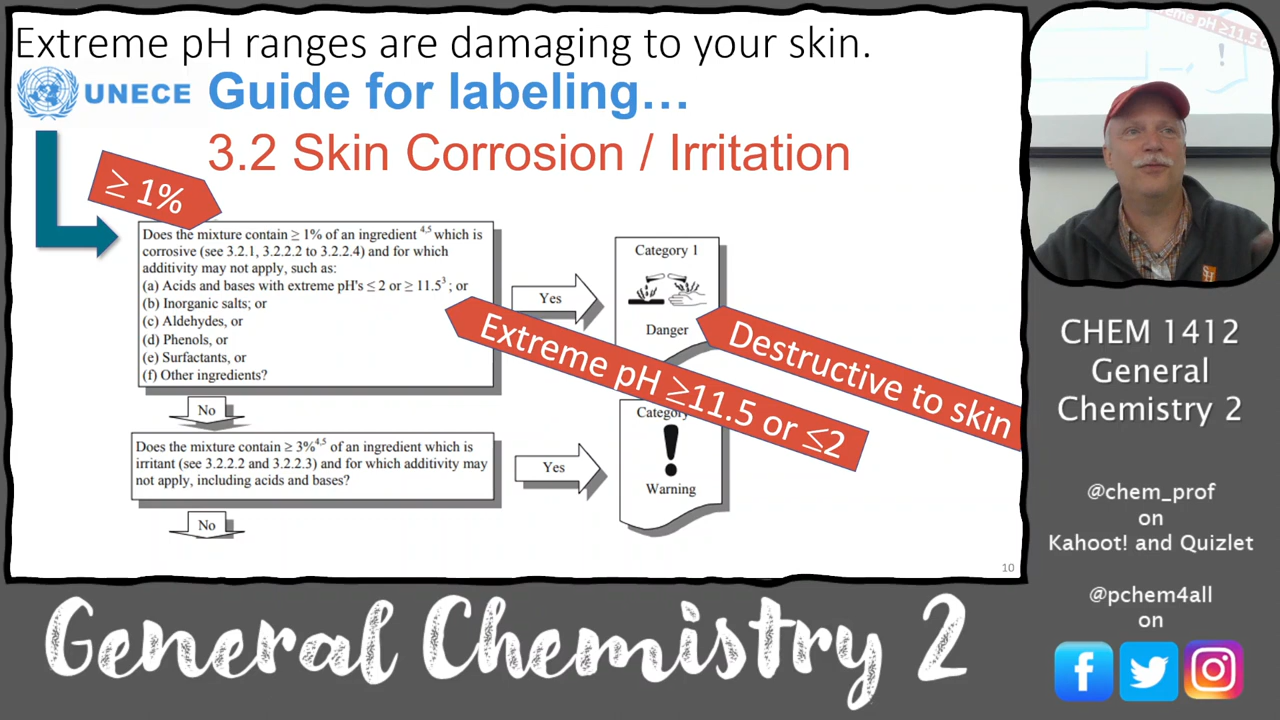 Extreme pH ranges are damaging to your skin.
UNECE Guide for labeling…
3.2 Skin Corrosion / Irritation
≥ 1%
Does the mixture contain ≥ 1% of an ingredient 4,5 which is
corrosive (see 3.2.1, 3.2.2.2 to 3.2.2.4) and for which
additivity may not apply, such as:
(a) Acids and bases with extreme pH's ≤ 2 or ≥ 11.5³; or
(b) Inorganic salts; or
(c) Aldehydes, or
(d) Phenols, or
(e) Surfactants, or
(f) Other ingredients?
Yes
Category 1
Danger
Destructive to skin
Extreme pH ≥11.5 or ≤2
No
Does the mixture contain ≥ 3%4,5 of an ingredient which is
irritant (see 3.2.2.2 and 3.2.2.3) and for which additivity may
not apply, including acids and bases?
Yes
Warning
No
10
General Chemistry 2
eme pH ≥11.5
!
CHEM 1412
General
Chemistry 2
@chem_prof
on
Kahoot! and Quizlet
@pchem4all
on